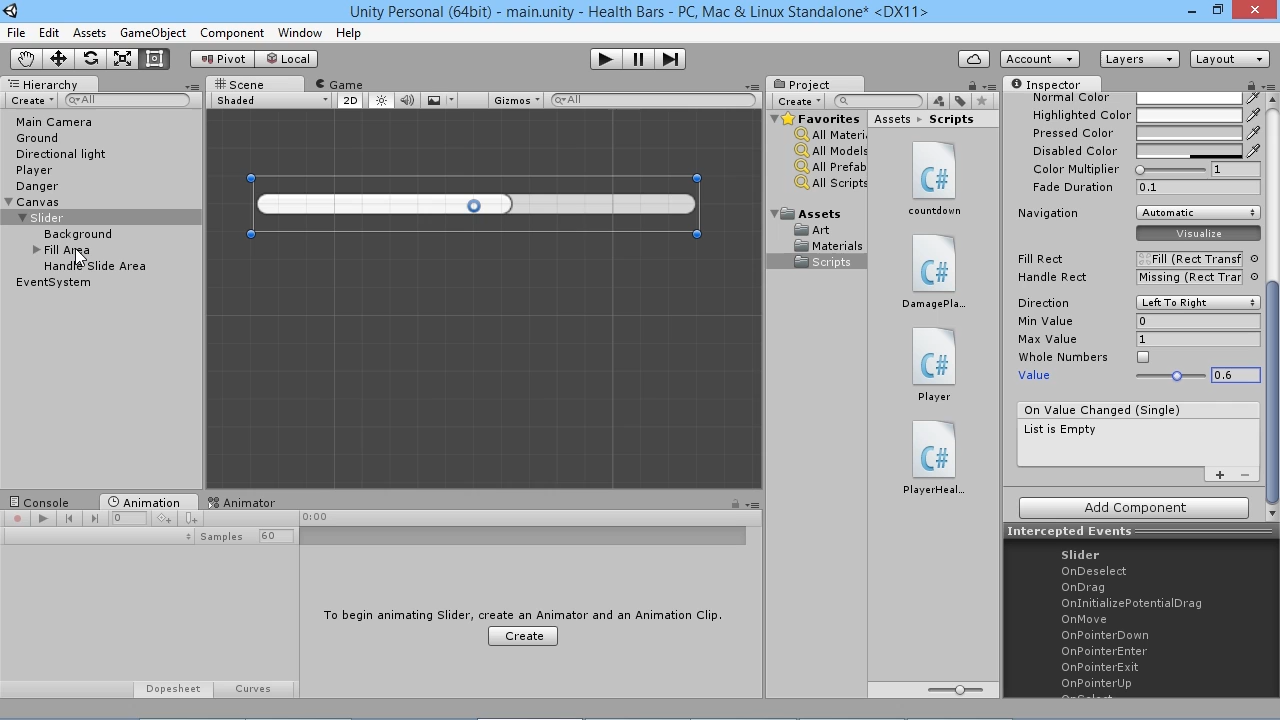 Unity Personal (64bit) - main.unity - Health Bars - PC, Mac & Linux Standalone* <DX11>
File Edit Assets GameObject Component Window Help
Pivot Local Account Layers Layout
Hierarchy
Create All
Main Camera
Ground
Directional light
Player
Danger
Canvas
Slider
Background
Fill Area
Handle Slide Area
EventSystem
Scene Game
Shaded 2D Gizmos All
Project
Create
Favorites
All Materi
All Models
All Prefab
All Scripts
Assets
Art
Materials
Scripts
Assets Scripts
countdown
DamagePla...
Player
PlayerHeal...
Inspector
Normal Color
Highlighted Color
Pressed Color
Disabled Color
Color Multiplier 1
Fade Duration 0.1
Navigation Automatic
Visualize
Fill Rect Fill (Rect Transf
Handle Rect Missing (Rect Tran
Direction Left To Right
Min Value 0
Max Value 1
Whole Numbers
Value 0.6
On Value Changed (Single)
List is Empty
Add Component
Intercepted Events
Slider
OnDeselect
OnDrag
OnInitializePotentialDrag
OnMove
OnPointerDown
OnPointerEnter
OnPointerExit
OnPointerUp
OnSelect
Console Animation Animator
0 0:00
Samples 60
To begin animating Slider, create an Animator and an Animation Clip.
Create
Dopesheet Curves